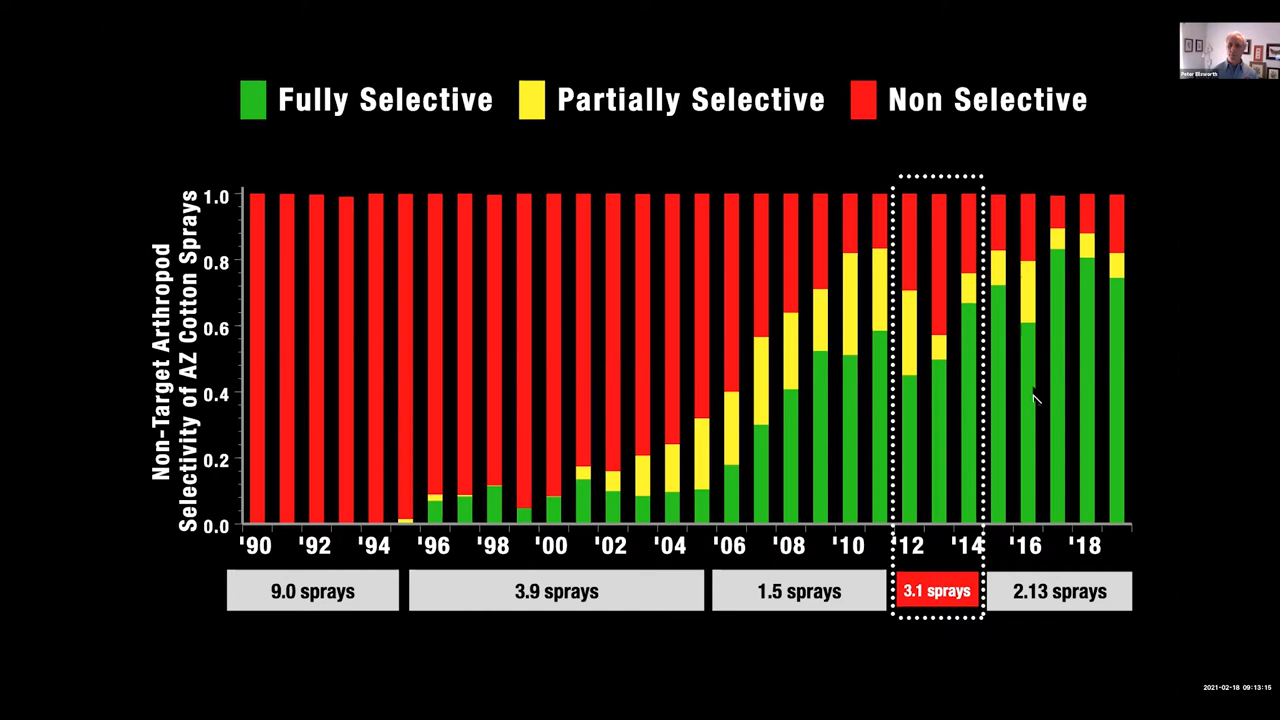 Peter Ellsworth
Fully Selective Partially Selective Non Selective
Non-Target Arthropod
Selectivity of AZ Cotton Sprays
1.0
0.8
0.6
0.4
0.2
0.0
'90 '92 '94 '96 '98 '00 '02 '04 '06 '08 '10 '12 '14 '16 '18
9.0 sprays 3.9 sprays 1.5 sprays 3.1 sprays 2.13 sprays
2021-02-18 09:13:15